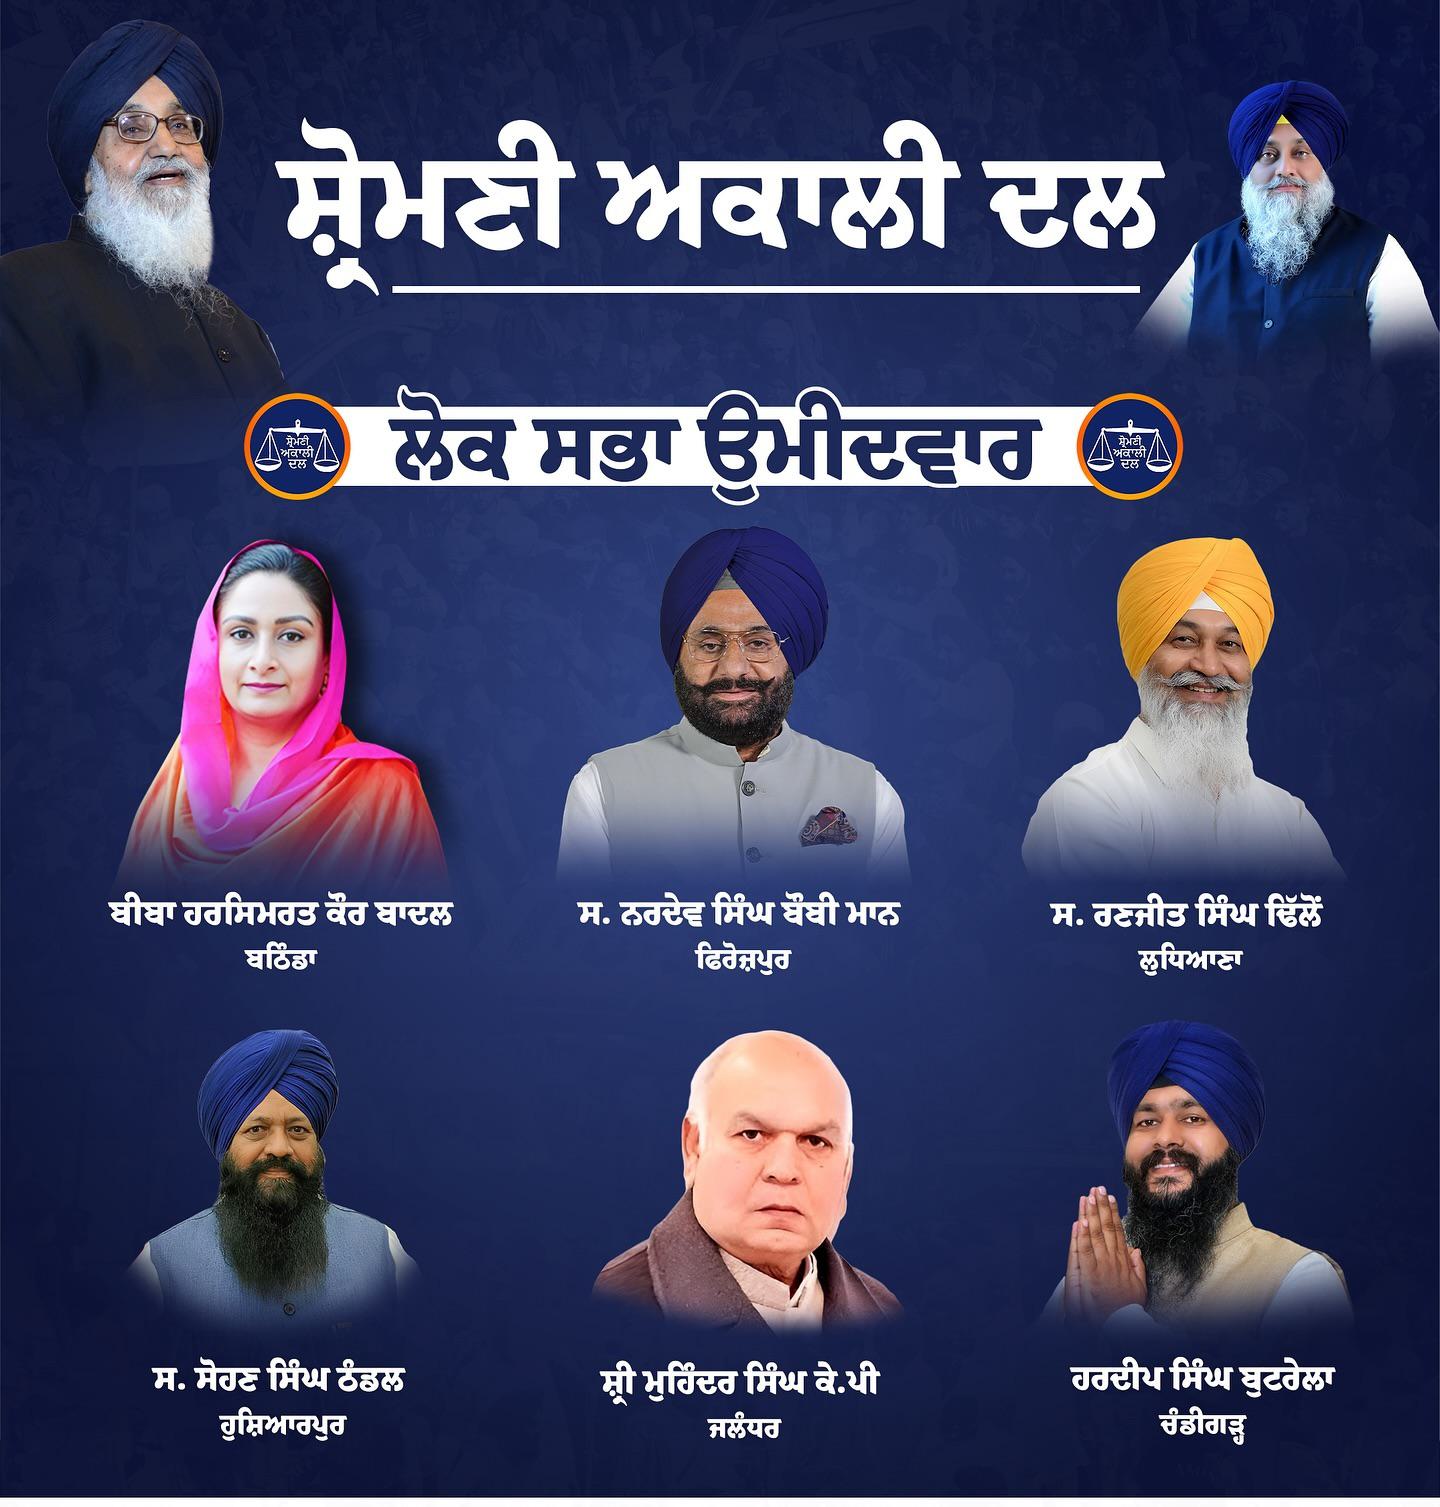 ਸ਼੍ਰੋਮਣੀ ਅਕਾਲੀ ਦਲ
ਸ਼੍ਰੋਮਣੀ
ਅਕਾਲੀ
ਦਲ
ਲੋਕ ਸਭਾ ਉਮੀਦਵਾਰ
ਸ਼੍ਰੋਮਣੀ
ਅਕਾਲੀ
ਦਲ
ਬੀਬਾ ਹਰਸਿਮਰਤ ਕੌਰ ਬਾਦਲ
ਬਠਿੰਡਾ
ਸ. ਨਰਦੇਵ ਸਿੰਘ ਬੌਬੀ ਮਾਨ
ਫਿਰੋਜ਼ਪੁਰ
ਸ. ਰਣਜੀਤ ਸਿੰਘ ਢਿੱਲੋਂ
ਲੁਧਿਆਣਾ
ਸ. ਸੋਹਣ ਸਿੰਘ ਠੰਡਲ
ਹੁਸ਼ਿਆਰਪੁਰ
ਸ਼੍ਰੀ ਮੁਹਿੰਦਰ ਸਿੰਘ ਕੇ.ਪੀ
ਜਲੰਧਰ
ਹਰਦੀਪ ਸਿੰਘ ਬੁਟਰੇਲਾ
ਚੰਡੀਗੜ੍ਹ